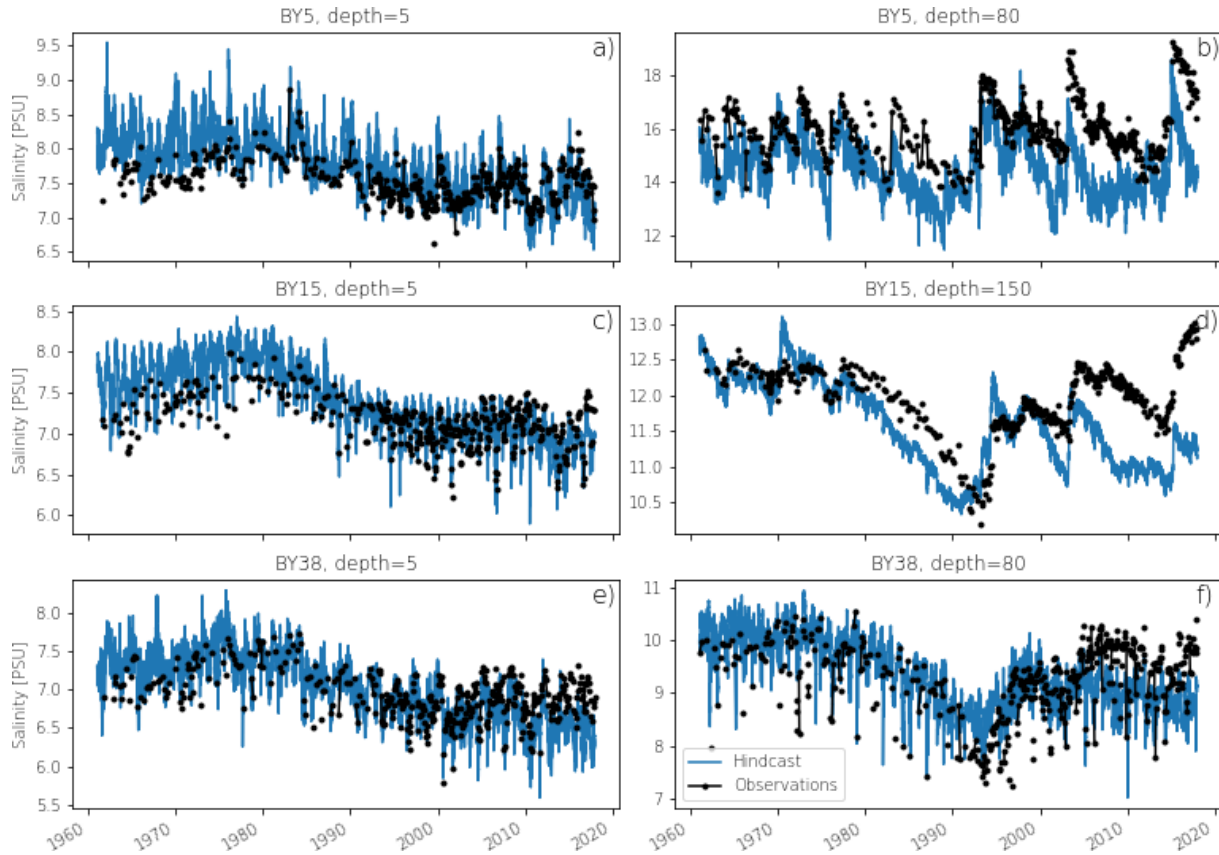 BY5, depth=5
a)
9.5
9.0
8.5
8.0
7.5
7.0
6.5
Salinity [PSU]
BY5, depth=80
b)
18
16
14
12
BY15, depth=5
c)
8.5
8.0
7.5
7.0
6.5
6.0
Salinity [PSU]
BY15, depth=150
d)
13.0
12.5
12.0
11.5
11.0
10.5
BY38, depth=5
e)
8.0
7.5
7.0
6.5
6.0
5.5
Salinity [PSU]
1960
1970
1980
1990
2000
2010
2020
BY38, depth=80
f)
11
10
9
8
7
Hindcast
Observations
1960
1970
1980
1990
2000
2010
2020